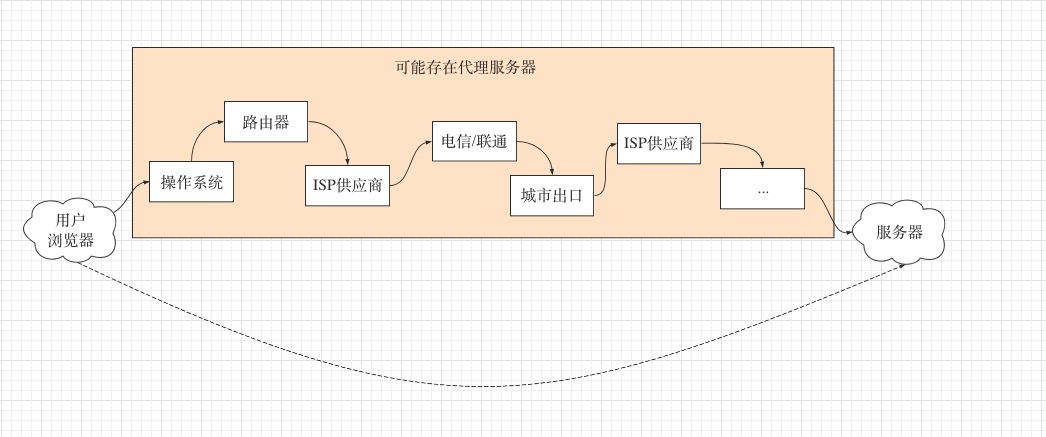 可能存在代理服务器
路由器
电信/联通
ISP供应商
操作系统
ISP供应商
城市出口
...
用户
浏览器
服务器